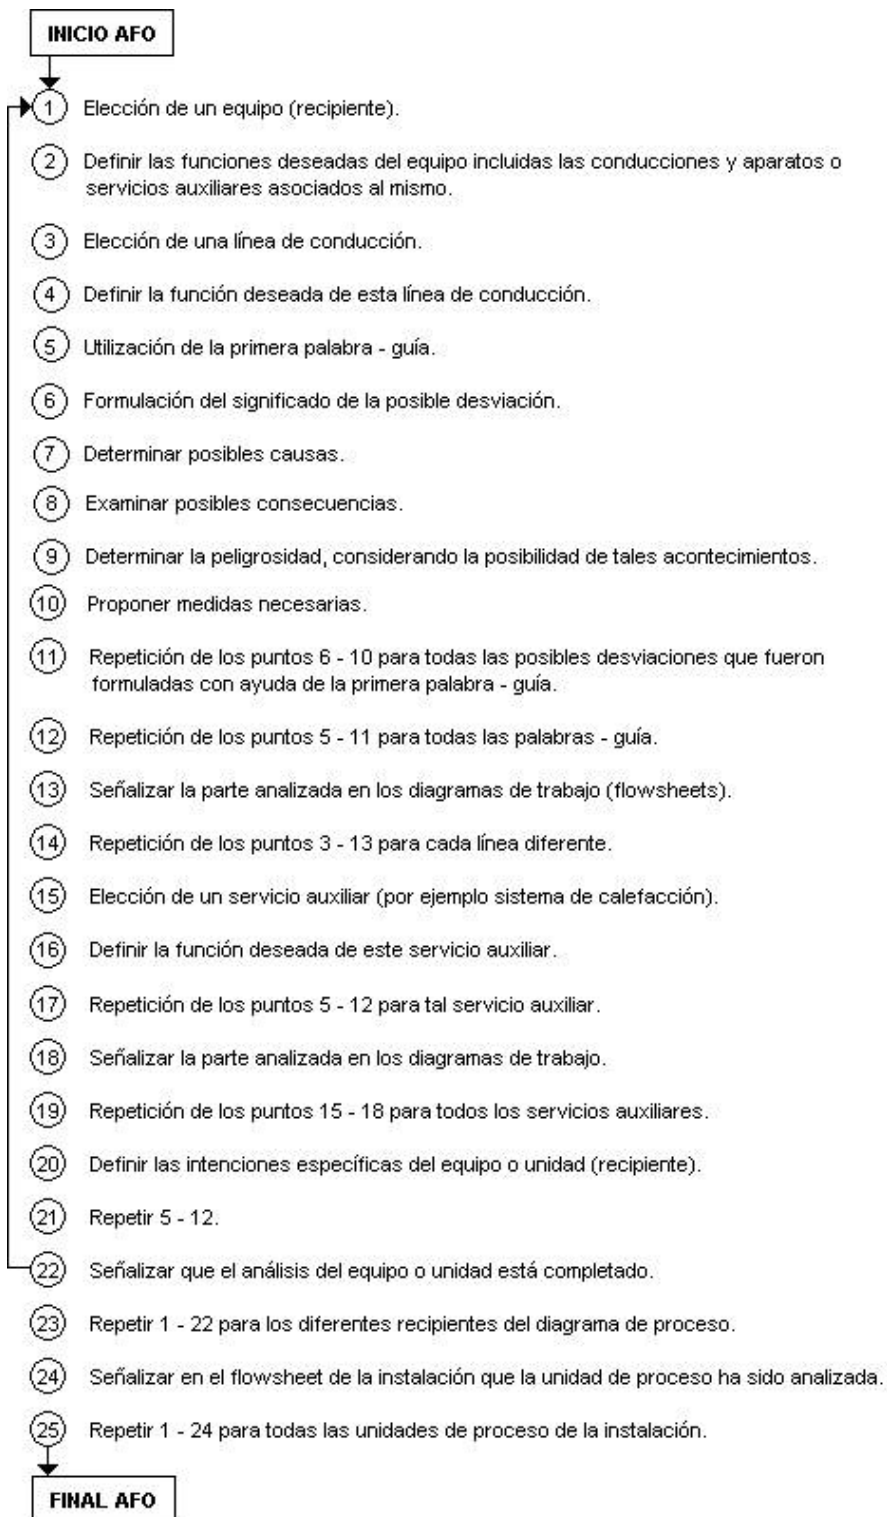 INICIO AFO
1 Elección de un equipo (recipiente).
2 Definir las funciones deseadas del equipo incluidas las conducciones y aparatos o
servicios auxiliares asociados al mismo.
3 Elección de una línea de conducción.
4 Definir la función deseada de esta línea de conducción.
5 Utilización de la primera palabra - guía.
6 Formulación del significado de la posible desviación.
7 Determinar posibles causas.
8 Examinar posibles consecuencias.
9 Determinar la peligrosidad, considerando la posibilidad de tales acontecimientos.
10 Proponer medidas necesarias.
11 Repetición de los puntos 6 - 10 para todas las posibles desviaciones que fueron
formuladas con ayuda de la primera palabra - guía.
12 Repetición de los puntos 5 - 11 para todas las palabras - guía.
13 Señalizar la parte analizada en los diagramas de trabajo (flowsheets).
14 Repetición de los puntos 3 - 13 para cada línea diferente.
15 Elección de un servicio auxiliar (por ejemplo sistema de calefacción).
16 Definir la función deseada de este servicio auxiliar.
17 Repetición de los puntos 5 - 12 para tal servicio auxiliar.
18 Señalizar la parte analizada en los diagramas de trabajo.
19 Repetición de los puntos 15 - 18 para todos los servicios auxiliares.
20 Definir las intenciones específicas del equipo o unidad (recipiente).
21 Repetir 5 - 12.
22 Señalizar que el análisis del equipo o unidad está completado.
23 Repetir 1 - 22 para los diferentes recipientes del diagrama de proceso.
24 Señalizar en el flowsheet de la instalación que la unidad de proceso ha sido analizada.
25 Repetir 1 - 24 para todas las unidades de proceso de la instalación.
FINAL AFO